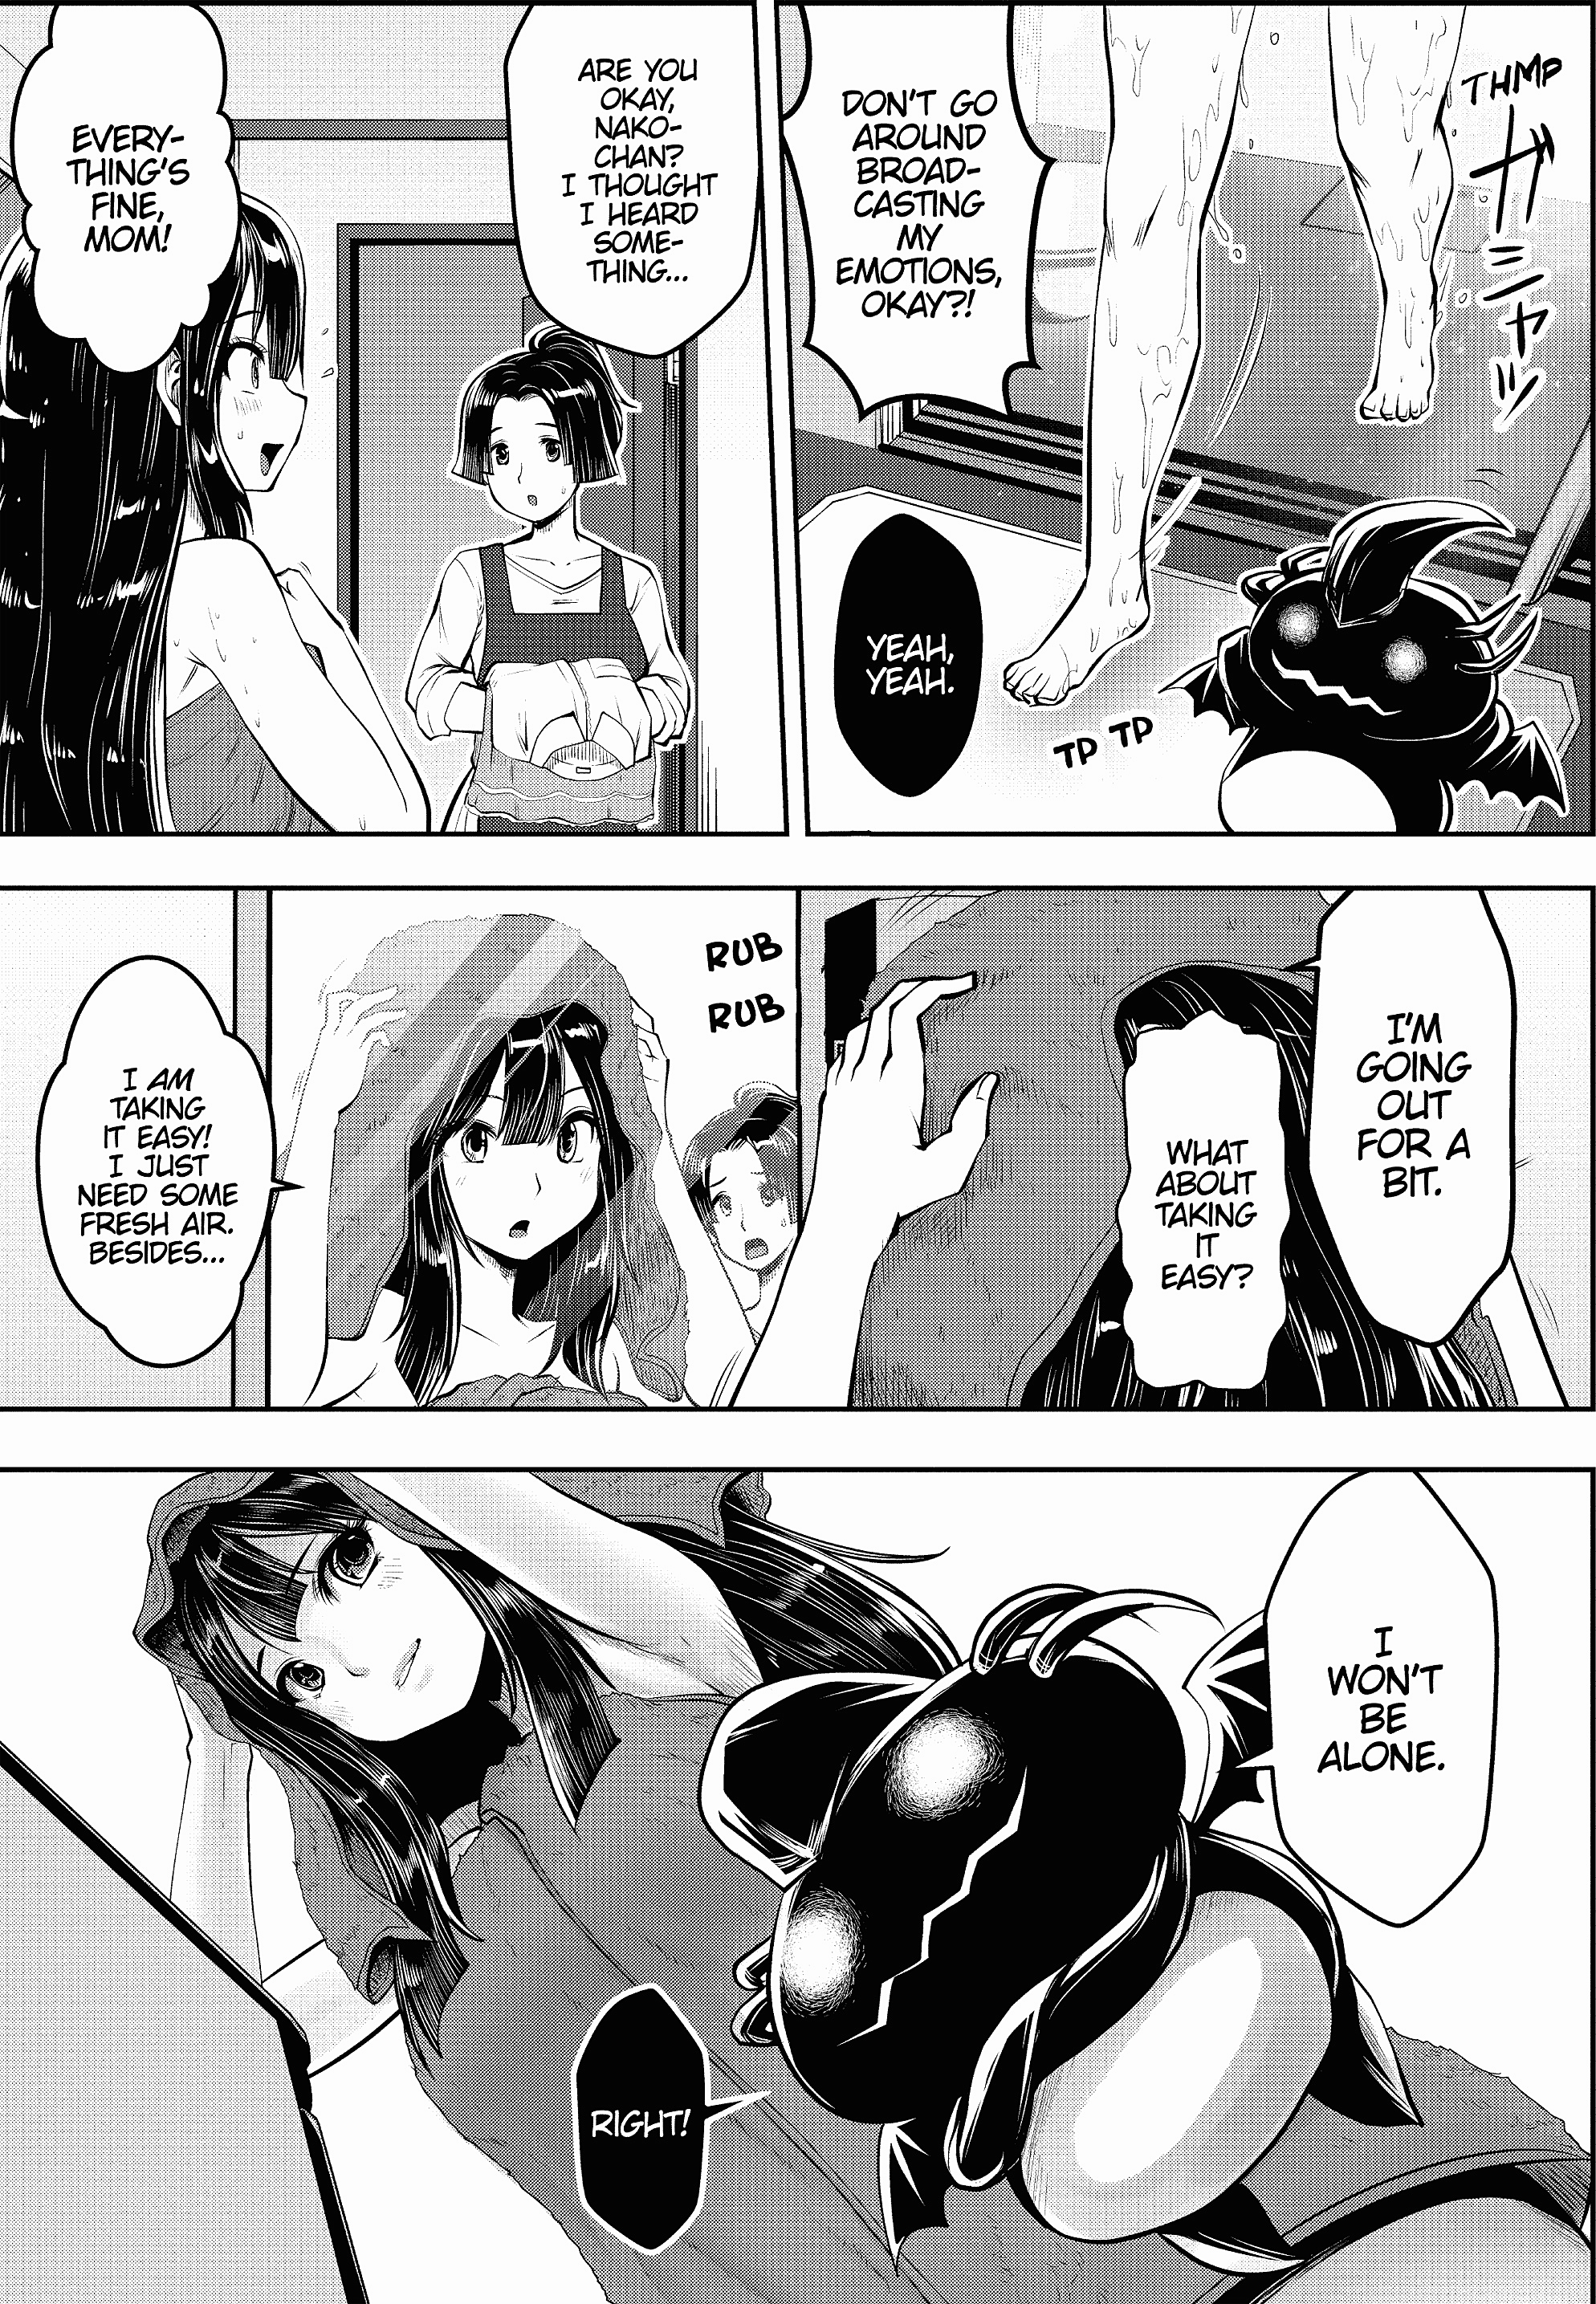 THMP
ガシャッ
DON'T GO
AROUND
BROAD-
CASTING
MY
EMOTIONS,
OKAY?!
YEAH,
YEAH.
TP TP
ARE YOU
OKAY,
NAKO-
CHAN?
I THOUGHT
I HEARD
SOME-
THING...
EVERY-
THING'S
FINE,
MOM!
I'M
GOING
OUT
FOR A
BIT.
WHAT
ABOUT
TAKING
IT
EASY?
RUB
RUB
I AM
TAKING
IT EASY!
I JUST
NEED SOME
FRESH AIR.
BESIDES...
I
WON'T
BE
ALONE.
RIGHT!